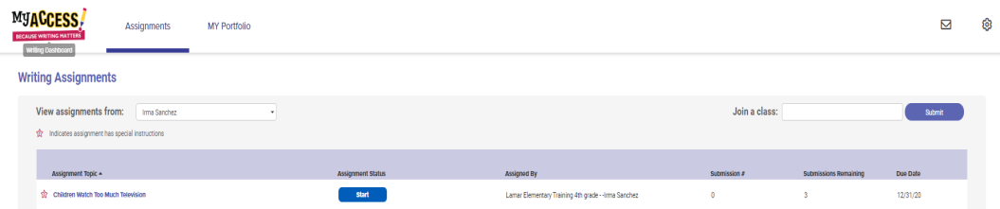 MY ACCESS!
BECAUSE WRITING MATTERS
Writing Dashboard
Assignments MY Portfolio
Writing Assignments
View assignments from: Irma Sanchez Join a class: Submit
Indicates assignment has special instructions
Assignment Topic Assignment Status Assigned By Submission # Submissions Remaining Due Date
Children Watch Too Much Television Start Lamar Elementary Training 4th grade - -Irma Sanchez 0 3 12/31/20